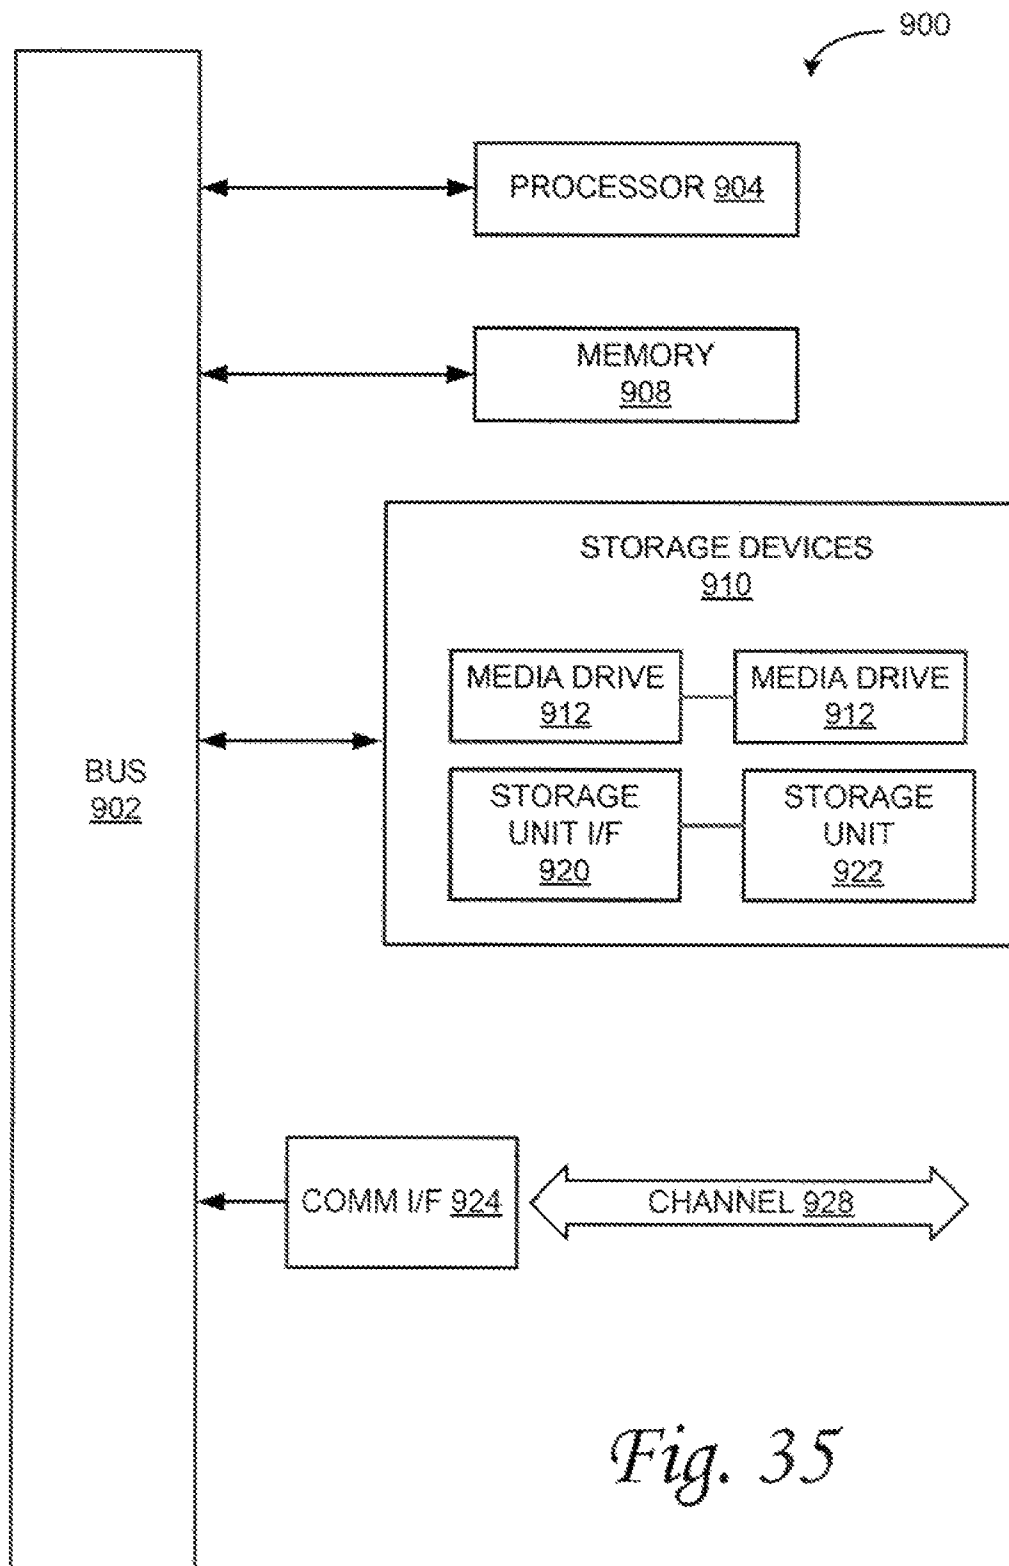 900
PROCESSOR 904
MEMORY
908
STORAGE DEVICES
910
MEDIA DRIVE
912
MEDIA DRIVE
912
BUS
902
STORAGE
UNIT I/F
920
STORAGE
UNIT
922
COMM I/F 924
CHANNEL 928
Fig. 35